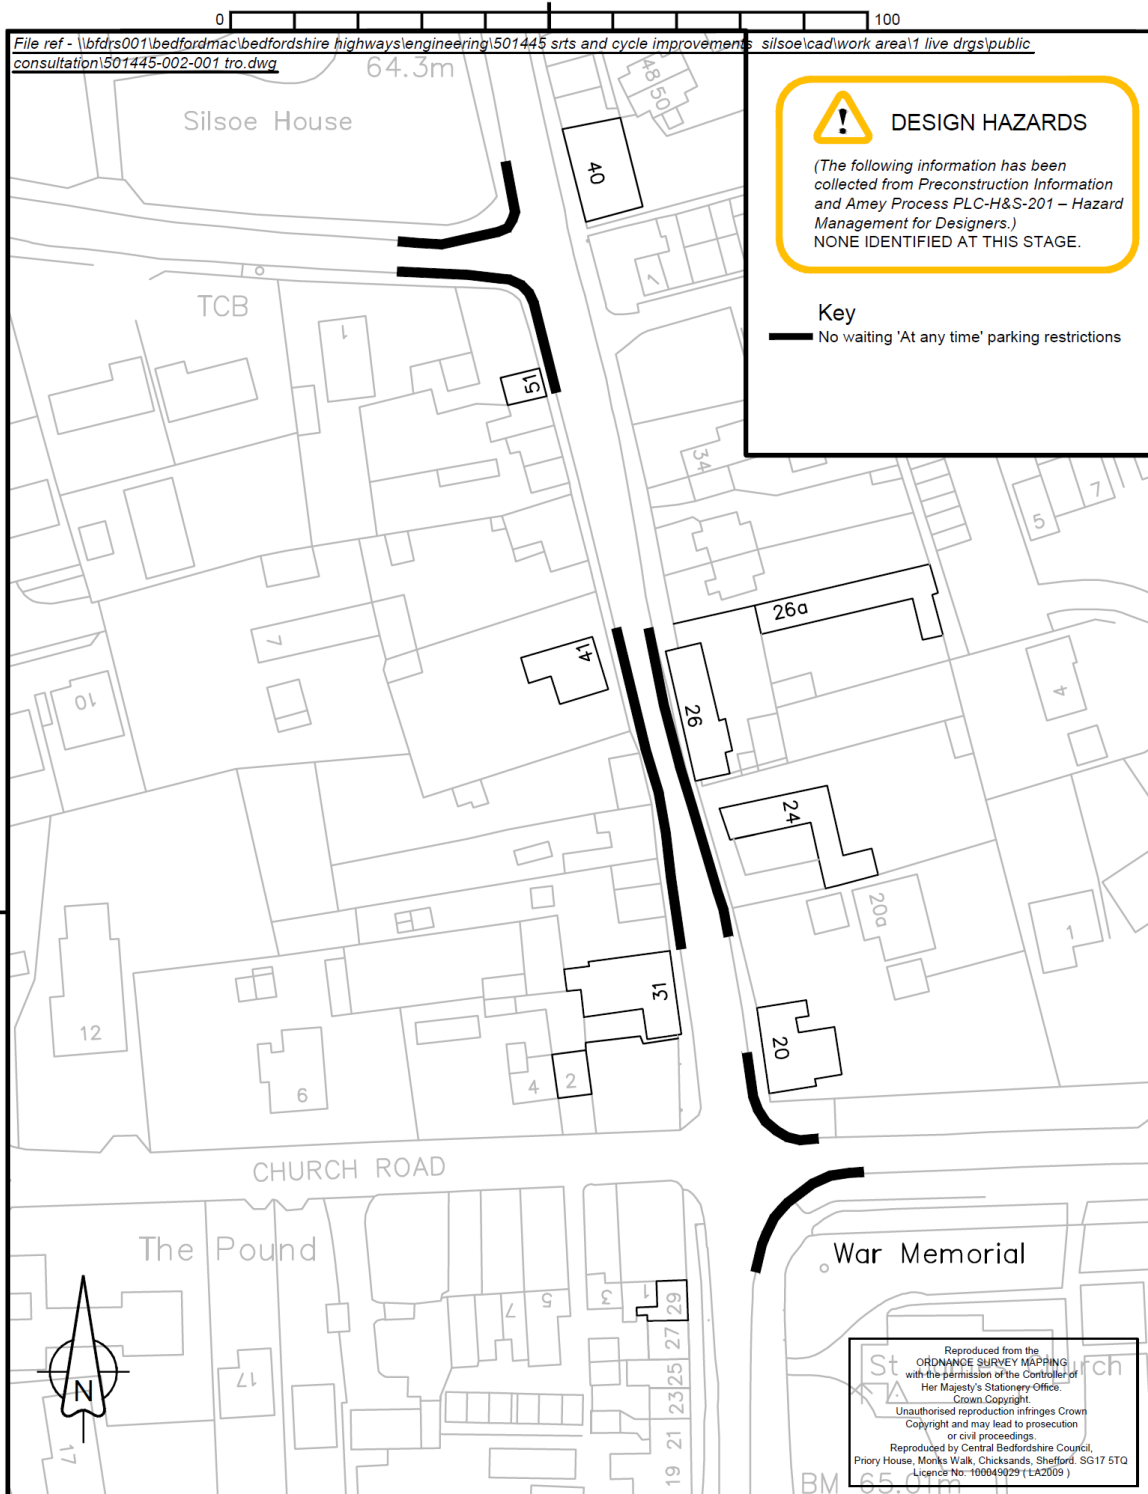 0
100
File ref - \\bfdrs001\bedfordmac\bedfordshire highways\engineering\501445 srts and cycle improvements silsoe\cad\work area\1 live drgs\public
consultation\501445-002-001 tro.dwg
64.3m
Silsoe House
48
50
40
DESIGN HAZARDS
(The following information has been
collected from Preconstruction Information
and Amey Process PLC-H&S-201 – Hazard
Management for Designers.)
NONE IDENTIFIED AT THIS STAGE.
Key
No waiting 'At any time' parking restrictions
TCB
1
1
51
34
7
5
26a
7
41
10
26
4
24
20a
1
12
31
20
6
4
2
CHURCH ROAD
The Pound
War Memorial
7
5
3
1
29
27
25
23
21
19
17
17
N
St James Church
BM 65.01m
Reproduced from the
ORDNANCE SURVEY MAPPING
with the permission of the Controller of
Her Majesty's Stationery Office.
Crown Copyright.
Unauthorised reproduction infringes Crown
Copyright and may lead to prosecution
or civil proceedings.
Reproduced by Central Bedfordshire Council,
Priory House, Monks Walk, Chicksands, Shefford. SG17 5TQ
Licence No. 100049029 ( LA2009 )